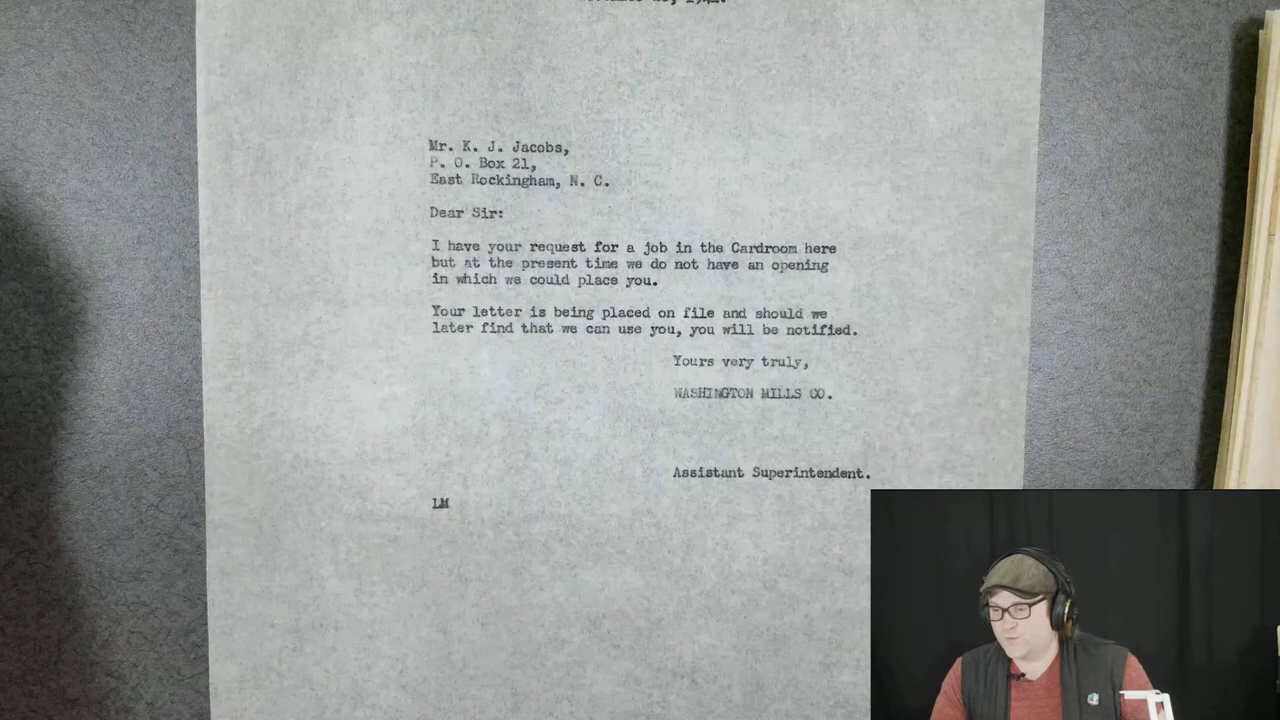 Mr. K. J. Jacobs,
P. O. Box 21,
East Rockingham, N. C.
Dear Sir:
I have your request for a job in the Cardroom here
but at the present time we do not have an opening
in which we could place you.
Your letter is being placed on file and should we
later find that we can use you, you will be notified.
Yours very truly,
WASHINGTON MILLS CO.
Assistant Superintendent.
LM